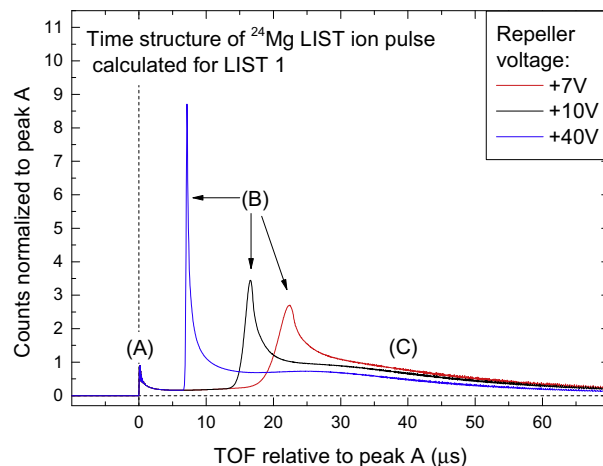 Time structure of ²⁴Mg LIST ion pulse
calculated for LIST 1
Repeller
voltage:
+7V
+10V
+40V
Counts normalized to peak A
11
10
9
8
7
6
5
4
3
2
1
0
(A)
(B)
(C)
0 10 20 30 40 50 60
TOF relative to peak A (μs)